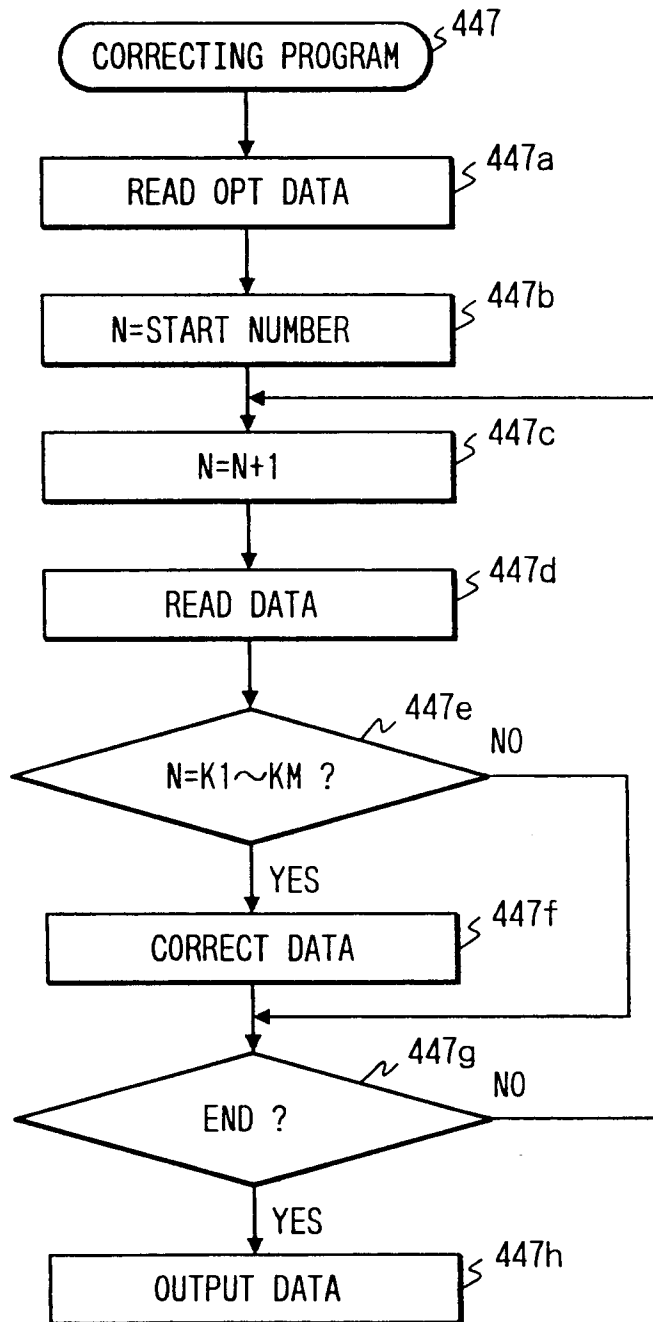 447
CORRECTING PROGRAM
447a
READ OPT DATA
447b
N=START NUMBER
447c
N=N+1
447d
READ DATA
447e
N=K1~KM ?
NO
YES
447f
CORRECT DATA
447g
END ?
NO
YES
447h
OUTPUT DATA